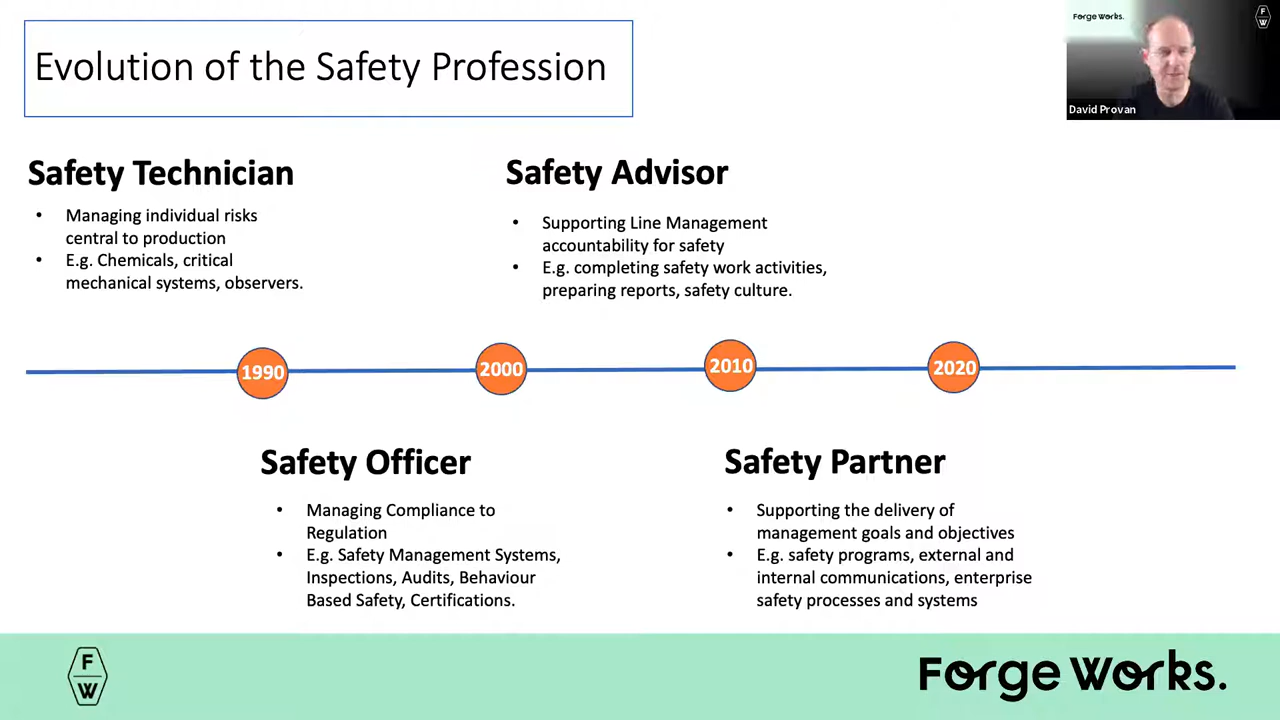 Evolution of the Safety Profession
Forge Works.
F
W
David Provan
Safety Technician
• Managing individual risks
central to production
• E.g. Chemicals, critical
mechanical systems, observers.
Safety Advisor
• Supporting Line Management
accountability for safety
• E.g. completing safety work activities,
preparing reports, safety culture.
1990
2000
2010
2020
Safety Officer
• Managing Compliance to
Regulation
• E.g. Safety Management Systems,
Inspections, Audits, Behaviour
Based Safety, Certifications.
Safety Partner
• Supporting the delivery of
management goals and objectives
• E.g. safety programs, external and
internal communications, enterprise
safety processes and systems
F
W
Forge Works.